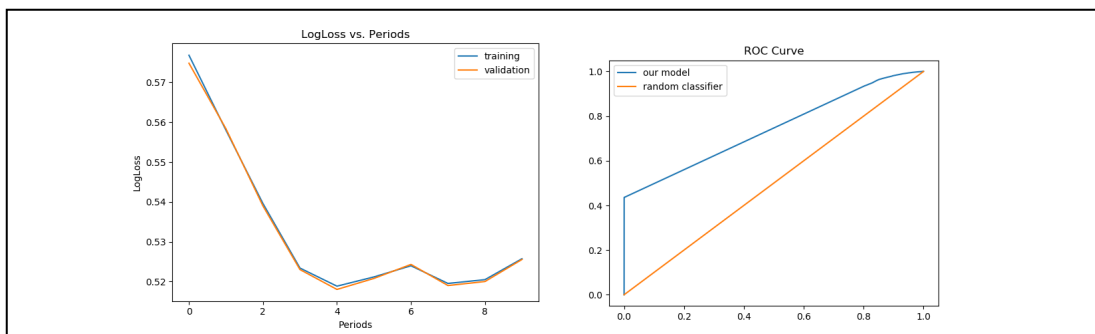 LogLoss vs. Periods
training
validation
0.57
0.56
0.55
0.54
0.53
0.52
LogLoss
0 2 4 6 8
Periods
ROC Curve
our model
random classifier
1.0
0.8
0.6
0.4
0.2
0.0
0.0 0.2 0.4 0.6 0.8 1.0